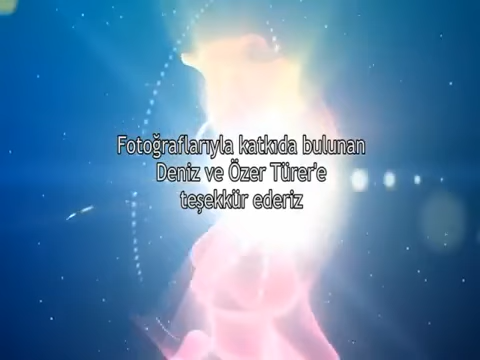 Fotoğraflarıyla katkıda bulunan
Deniz ve Özer Türer'e
teşekkür ederiz